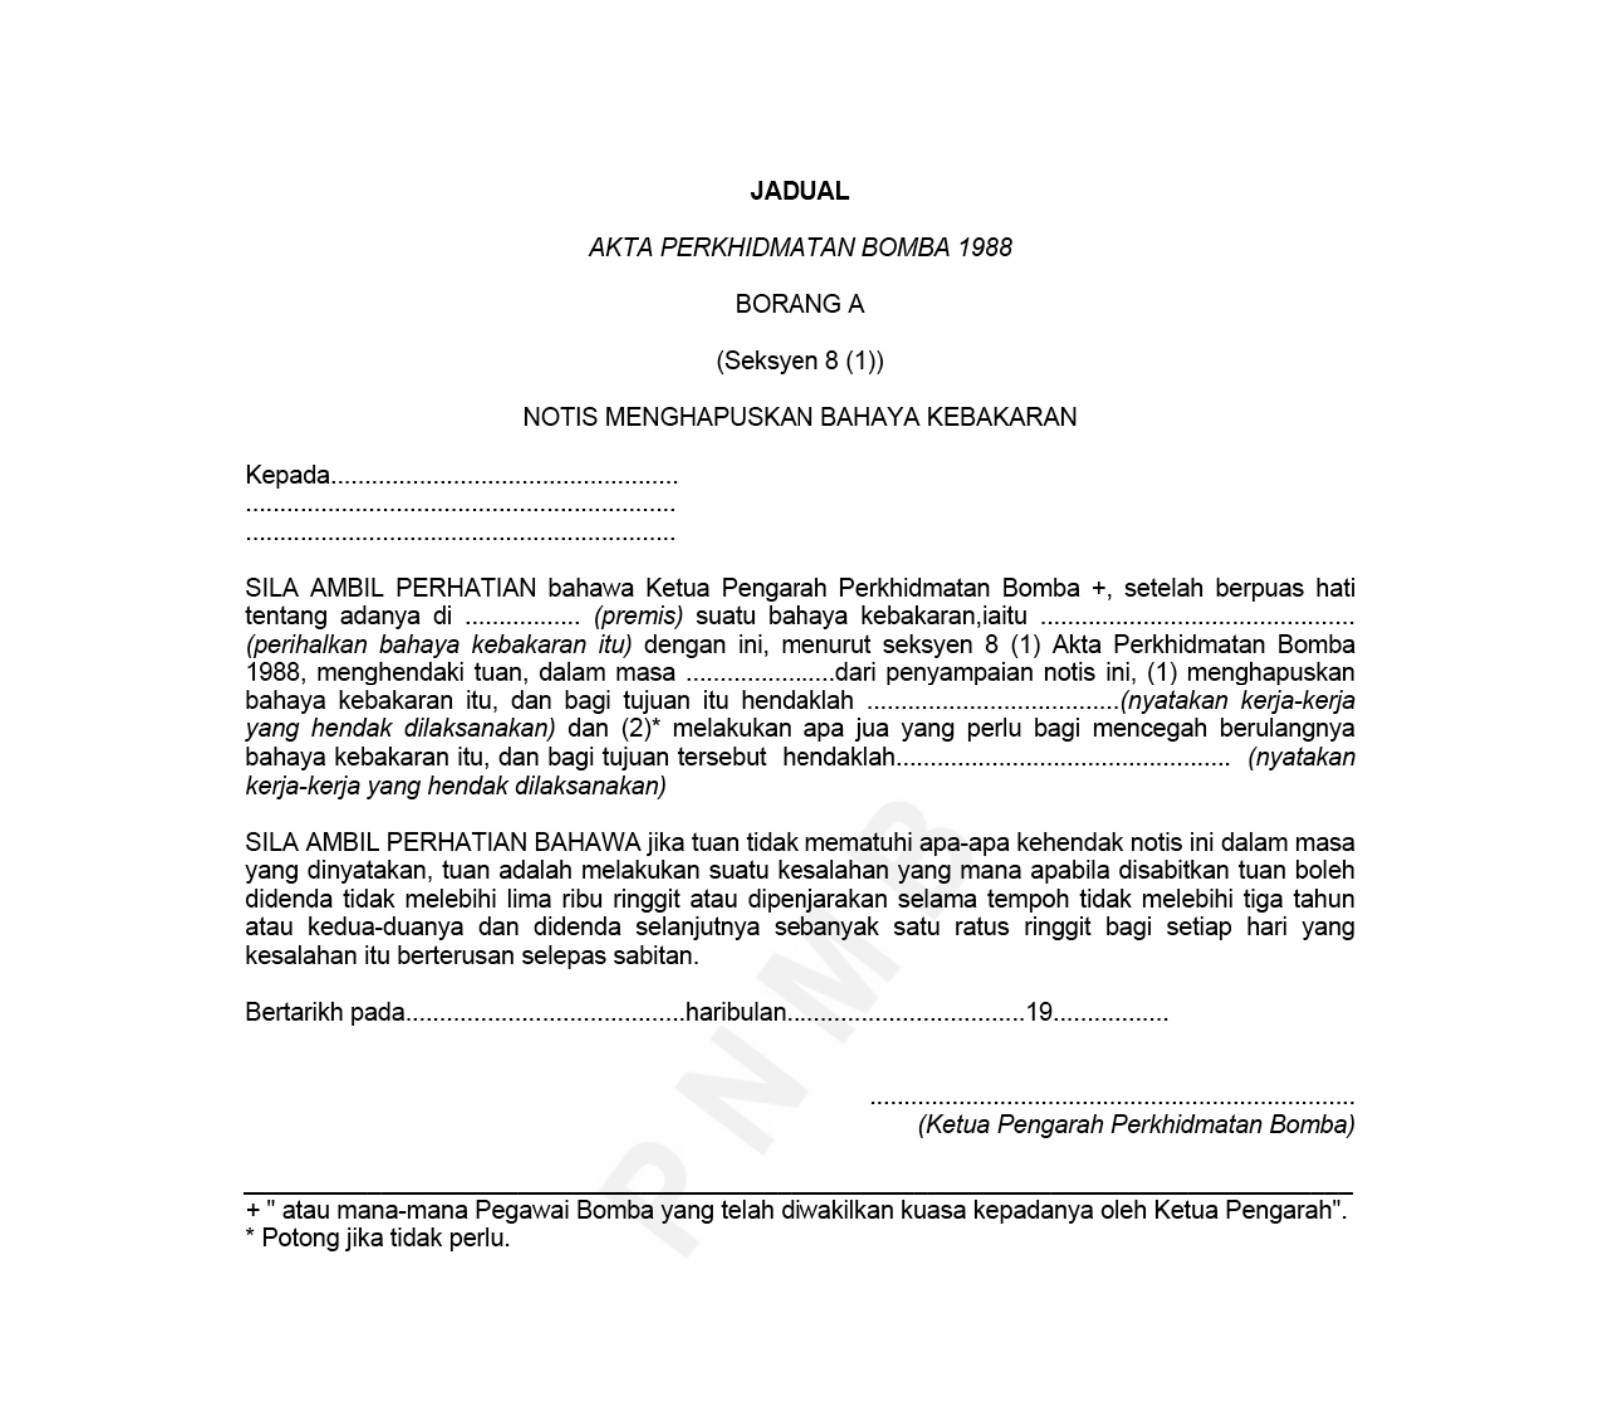 JADUAL
AKTA PERKHIDMATAN BOMBA 1988
BORANG A
(Seksyen 8 (1))
NOTIS MENGHAPUSKAN BAHAYA KEBAKARAN
Kepada...................................................
...............................................................
...............................................................
SILA AMBIL PERHATIAN bahawa Ketua Pengarah Perkhidmatan Bomba +, setelah berpuas hati
tentang adanya di ................. (premis) suatu bahaya kebakaran,iaitu ..............................................
(perihalkan bahaya kebakaran itu) dengan ini, menurut seksyen 8 (1) Akta Perkhidmatan Bomba
1988, menghendaki tuan, dalam masa ......................dari penyampaian notis ini, (1) menghapuskan
bahaya kebakaran itu, dan bagi tujuan itu hendaklah .....................................(nyatakan kerja-kerja
yang hendak dilaksanakan) dan (2)* melakukan apa jua yang perlu bagi mencegah berulangnya
bahaya kebakaran itu, dan bagi tujuan tersebut hendaklah................................................. (nyatakan
kerja-kerja yang hendak dilaksanakan)
SILA AMBIL PERHATIAN BAHAWA jika tuan tidak mematuhi apa-apa kehendak notis ini dalam masa
yang dinyatakan, tuan adalah melakukan suatu kesalahan yang mana apabila disabitkan tuan boleh
didenda tidak melebihi lima ribu ringgit atau dipenjarakan selama tempoh tidak melebihi tiga tahun
atau kedua-duanya dan didenda selanjutnya sebanyak satu ratus ringgit bagi setiap hari yang
kesalahan itu berterusan selepas sabitan.
Bertarikh pada.........................................haribulan...................................19.................
.......................................................................
(Ketua Pengarah Perkhidmatan Bomba)
+ " atau mana-mana Pegawai Bomba yang telah diwakilkan kuasa kepadanya oleh Ketua Pengarah".
* Potong jika tidak perlu.
PNMB